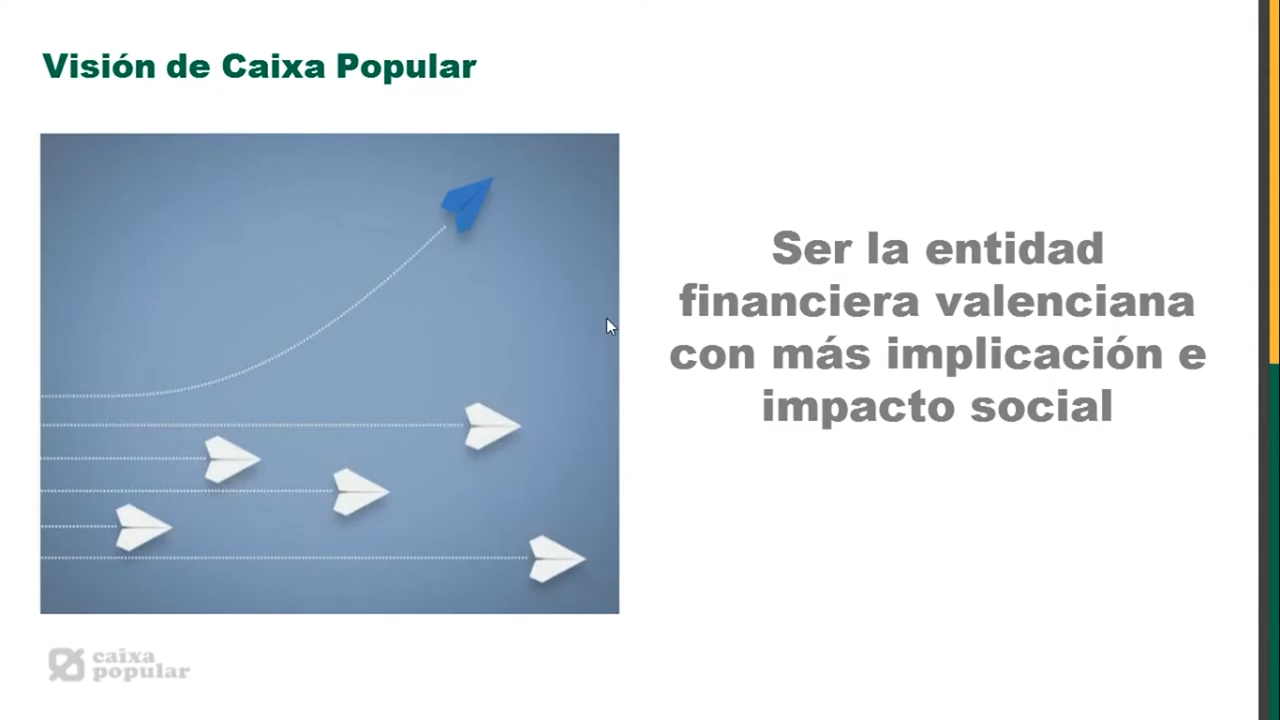 Visión de Caixa Popular
Ser la entidad
financiera valenciana
con más implicación e
impacto social
caixa
popular